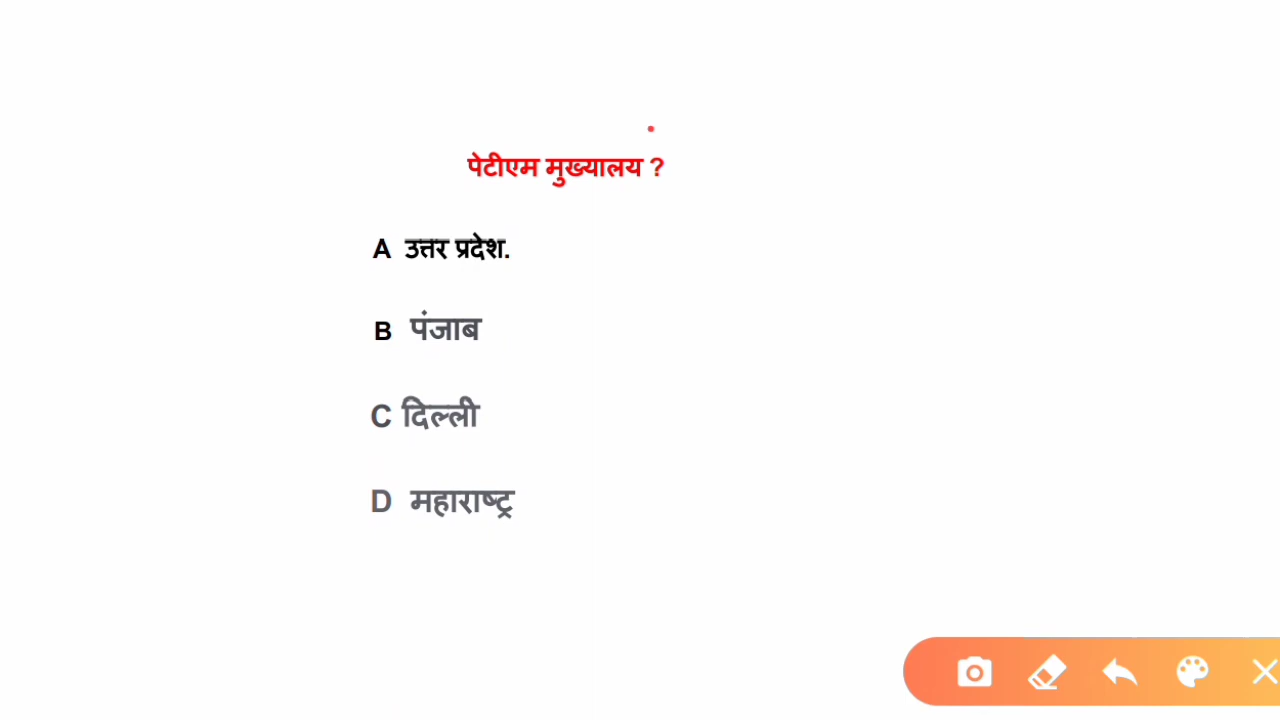 पेटीएम मुख्यालय ?
A उत्तर प्रदेश.
B पंजाब
C दिल्ली
D महाराष्ट्र